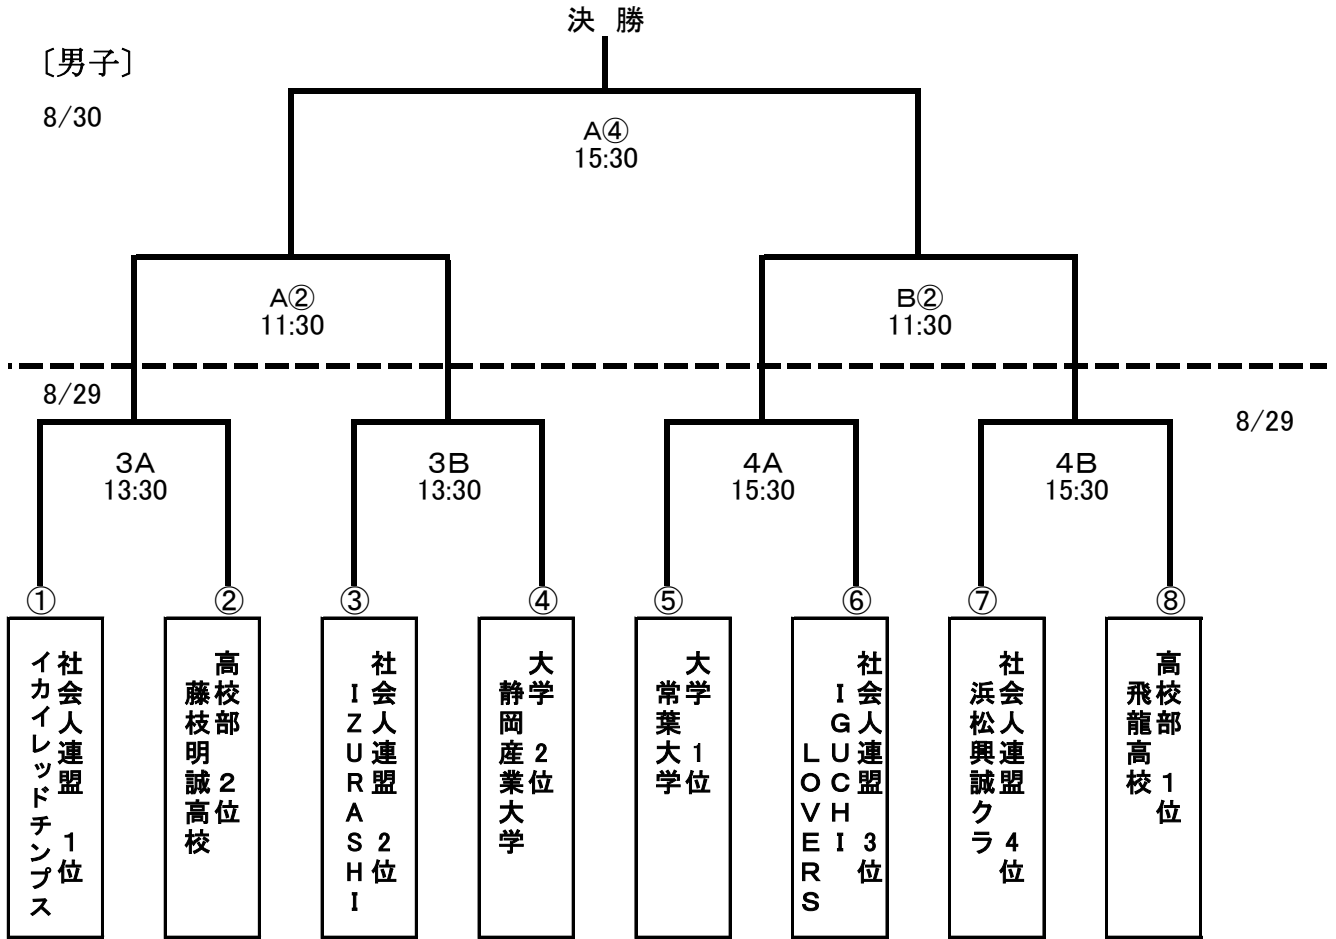 決 勝
〔男子〕
8/30
A④
15:30
A②
11:30
B②
11:30
8/29
8/29
3A
13:30
3B
13:30
4A
15:30
4B
15:30
①
②
③
④
⑤
⑥
⑦
⑧
社会人連盟 1位
イカイレッドチンプス
高校部 2位
藤枝明誠高校
社会人連盟 2位
IZURASHI
大学 2位
静岡産業大学
大学 1位
常葉大学
社会人連盟 3位
IGUCHI
LOVERS
社会人連盟 4位
浜松興誠クラ
高校部 1位
飛龍高校